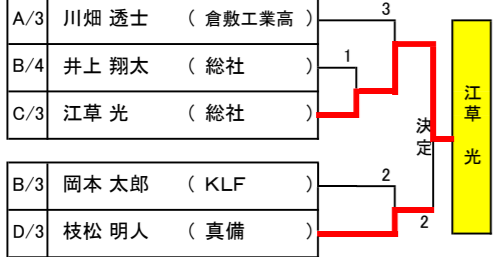 A/3 川畑 透士 （ 倉敷工業高 ） 3
B/4 井上 翔太 （ 総社 ） 1
C/3 江草 光 （ 総社 ）
決定
江草 光
B/3 岡本 太郎 （ KLF ） 2
D/3 枝松 明人 （ 真備 ） 2